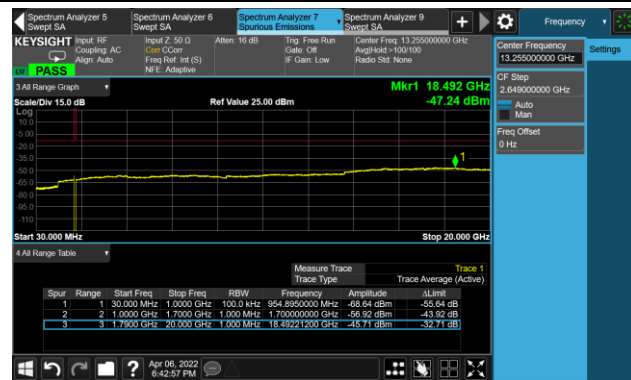 Spectrum Analyzer 5
Swept SA
Spectrum Analyzer 6
Swept SA
Spectrum Analyzer 7
Spurious Emissions
Spectrum Analyzer 9
Swept SA
Frequency
KEYSIGHT
Input: RF
Coupling: AC
Align: Auto
Input Z: 50 Ω
Corr CCorr
Freq Ref: Int (S)
NFE: Adaptive
Atten: 16 dB
Trig: Free Run
Gate: Off
IF Gain: Low
Center Freq: 13.255000000 GHz
Avg|Hold:>100/100
Radio Std: None
PASS
Center Frequency
13.255000000 GHz
Settings
CF Step
2.649000000 GHz
Auto
Man
Freq Offset
0 Hz
3 All Range Graph
Mkr1 18.492 GHz
Scale/Div 15.0 dB
Ref Value 25.00 dBm
-47.24 dBm
Log
10.0
-5.00
-20.0
-35.0
-50.0
-65.0
-80.0
-95.0
-110
1
Start 30.000 MHz
Stop 20.000 GHz
4 All Range Table
Measure Trace Trace 1
Trace Type Trace Average (Active)
Spur Range Start Freq Stop Freq RBW Frequency Amplitude ΔLimit
1 1 30.000 MHz 1.0000 GHz 100.0 kHz 954.8950000 MHz -68.64 dBm -55.64 dB
2 2 1.0000 GHz 1.7000 GHz 1.000 MHz 1.700000000 GHz -56.92 dBm -43.92 dB
3 3 1.7900 GHz 20.000 GHz 1.000 MHz 18.49221200 GHz -45.71 dBm -32.71 dB
Apr 06, 2022
6:42:57 PM